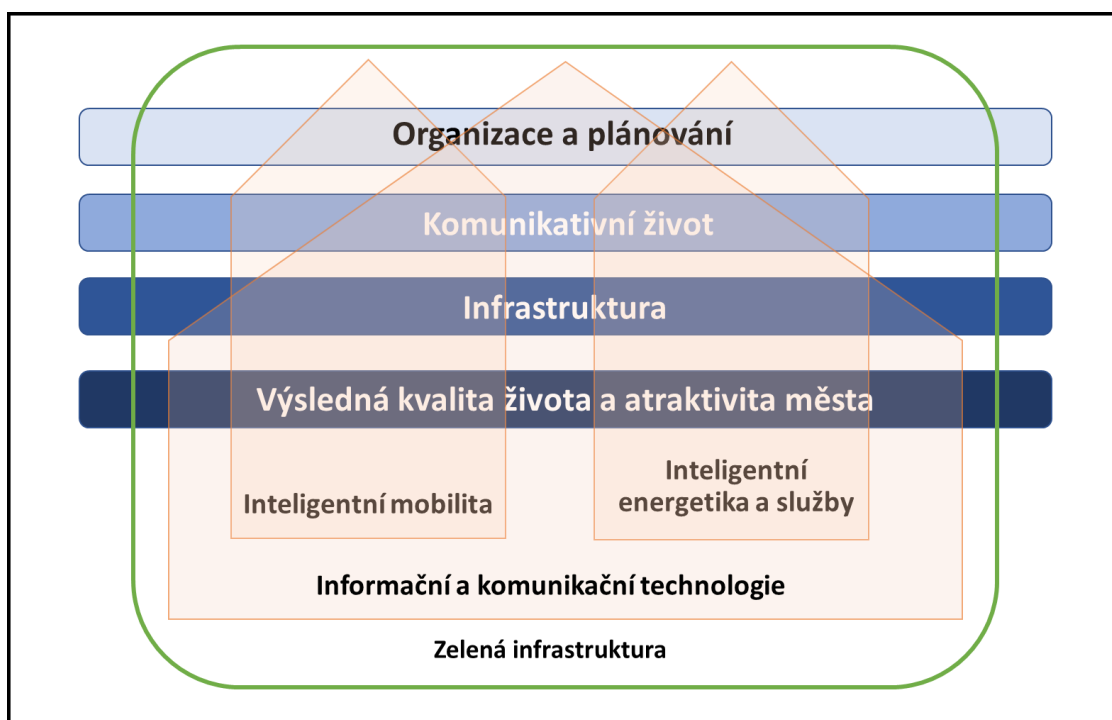 Organizace a plánování
Komunikativní život
Infrastruktura
Výsledná kvalita života a atraktivita města
Inteligentní mobilita
Inteligentní
energetika a služby
Informační a komunikační technologie
Zelená infrastruktura